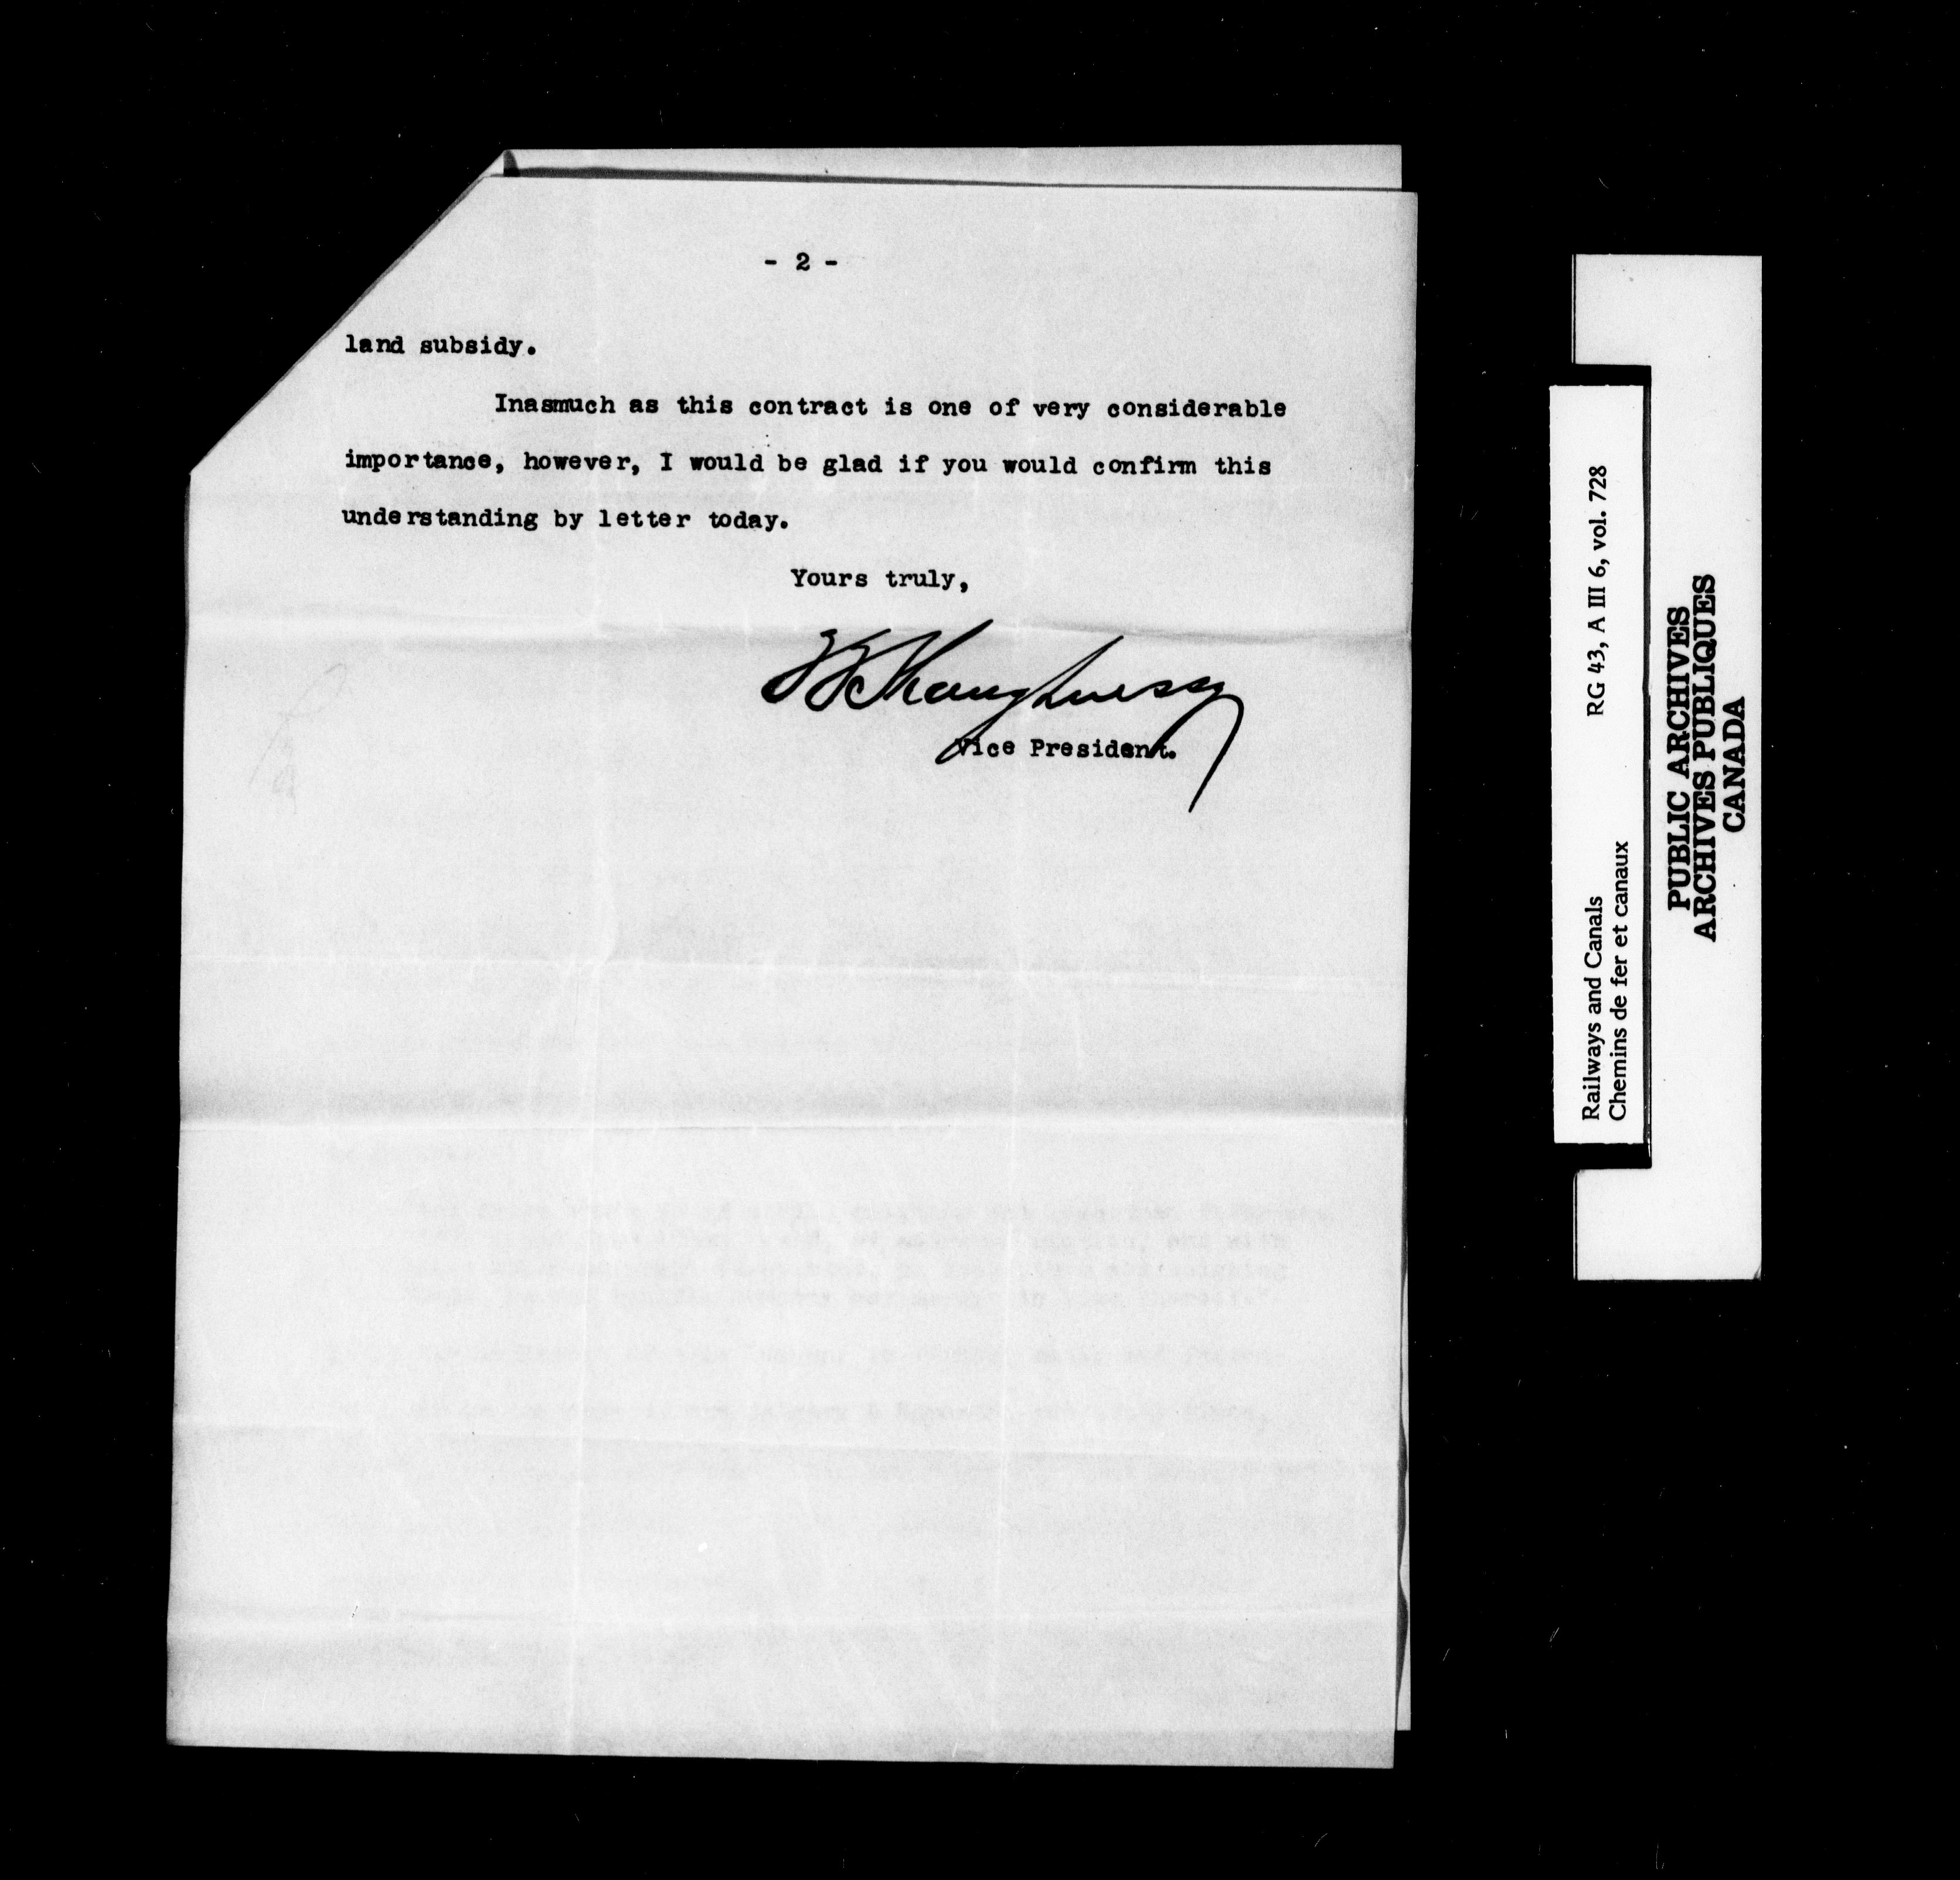 - 2 -
land subsidy.
Inasmuch as this contract is one of very considerable
importance, however, I would be glad if you would confirm this
understanding by letter today.
Yours truly,
TGShaughnessy
Vice President.
Railways and Canals RG 43, A III 6, vol. 728
Chemins de fer et canaux
PUBLIC ARCHIVES
ARCHIVES PUBLIQUES
CANADA